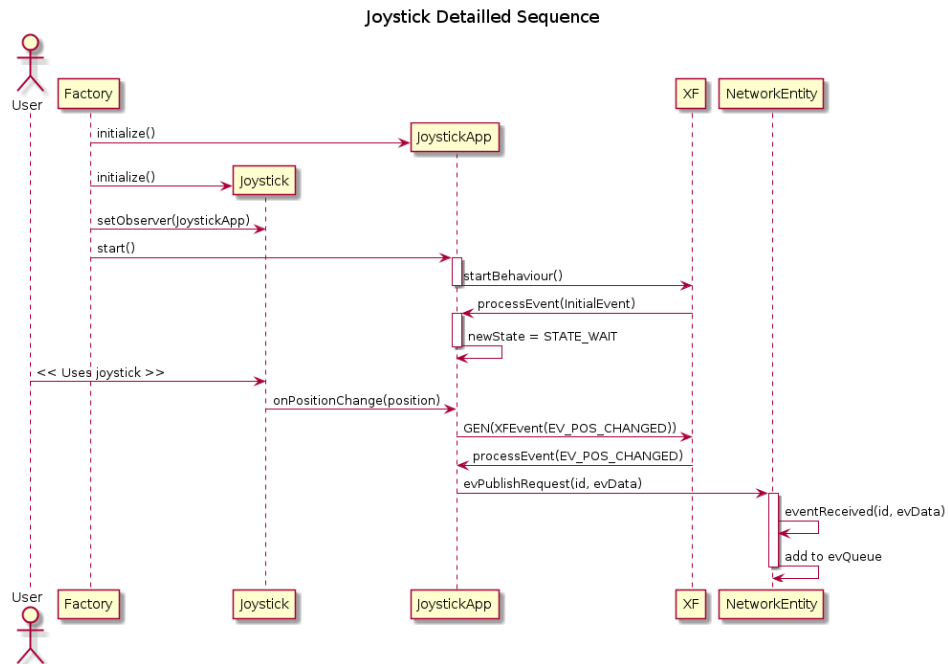 Joystick Detailled Sequence
User
Factory
XF
NetworkEntity
initialize()
JoystickApp
initialize()
Joystick
setObserver(JoystickApp)
start()
startBehaviour()
processEvent(InitialEvent)
newState = STATE_WAIT
<< Uses joystick >>
onPositionChange(position)
GEN(XFEvent(EV_POS_CHANGED))
processEvent(EV_POS_CHANGED)
evPublishRequest(id, evData)
eventReceived(id, evData)
add to evQueue
User
Factory
Joystick
JoystickApp
XF
NetworkEntity